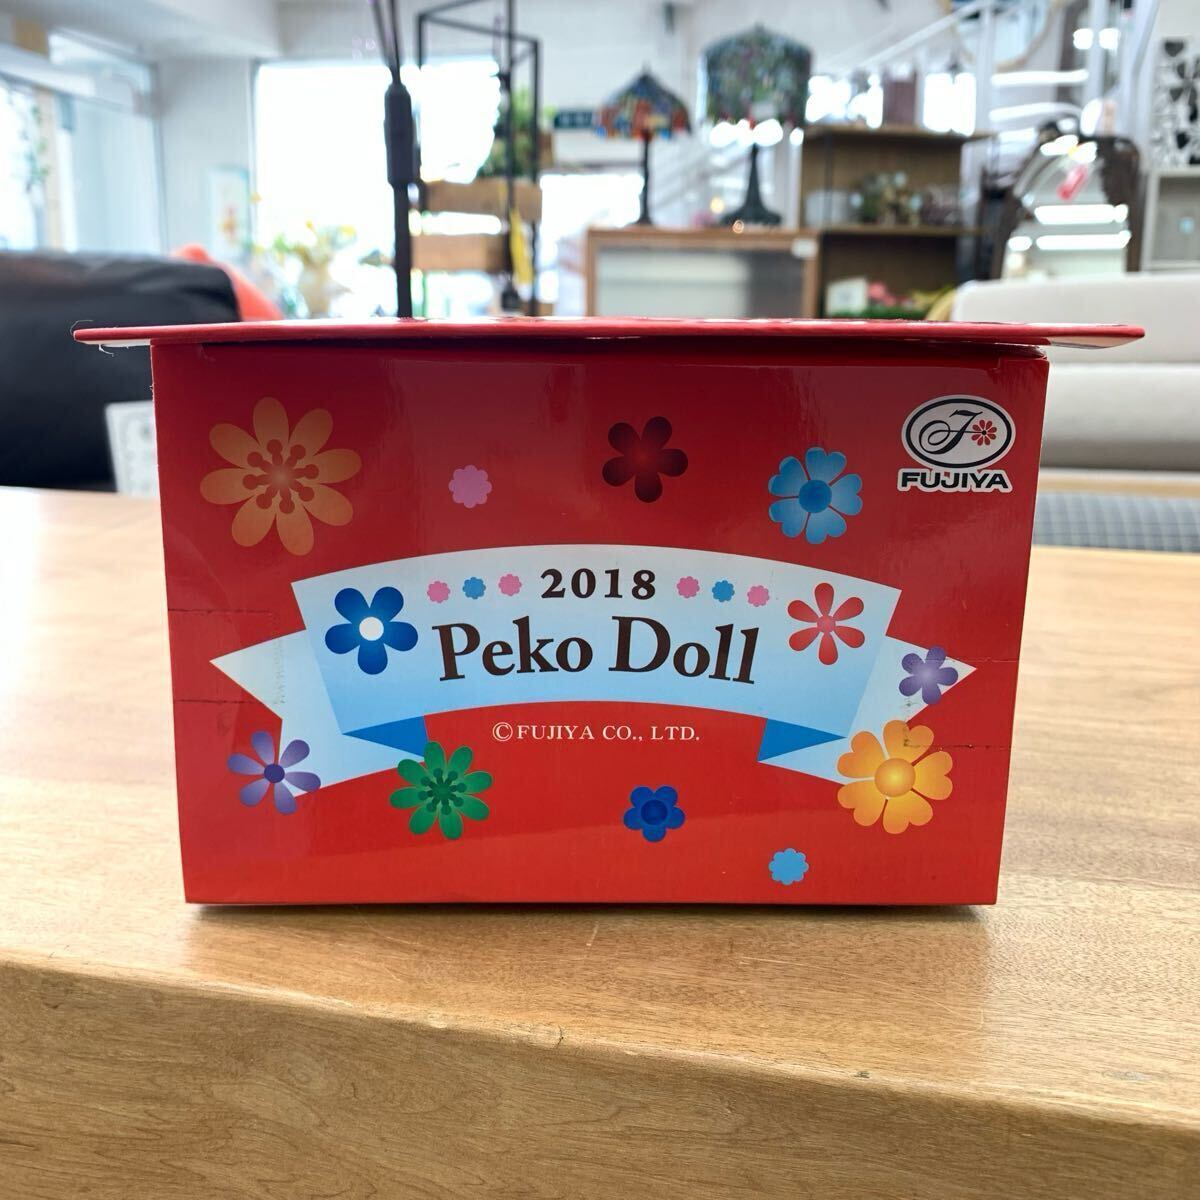 FUJIYA
2018
Peko Doll
©FUJIYA CO., LTD.